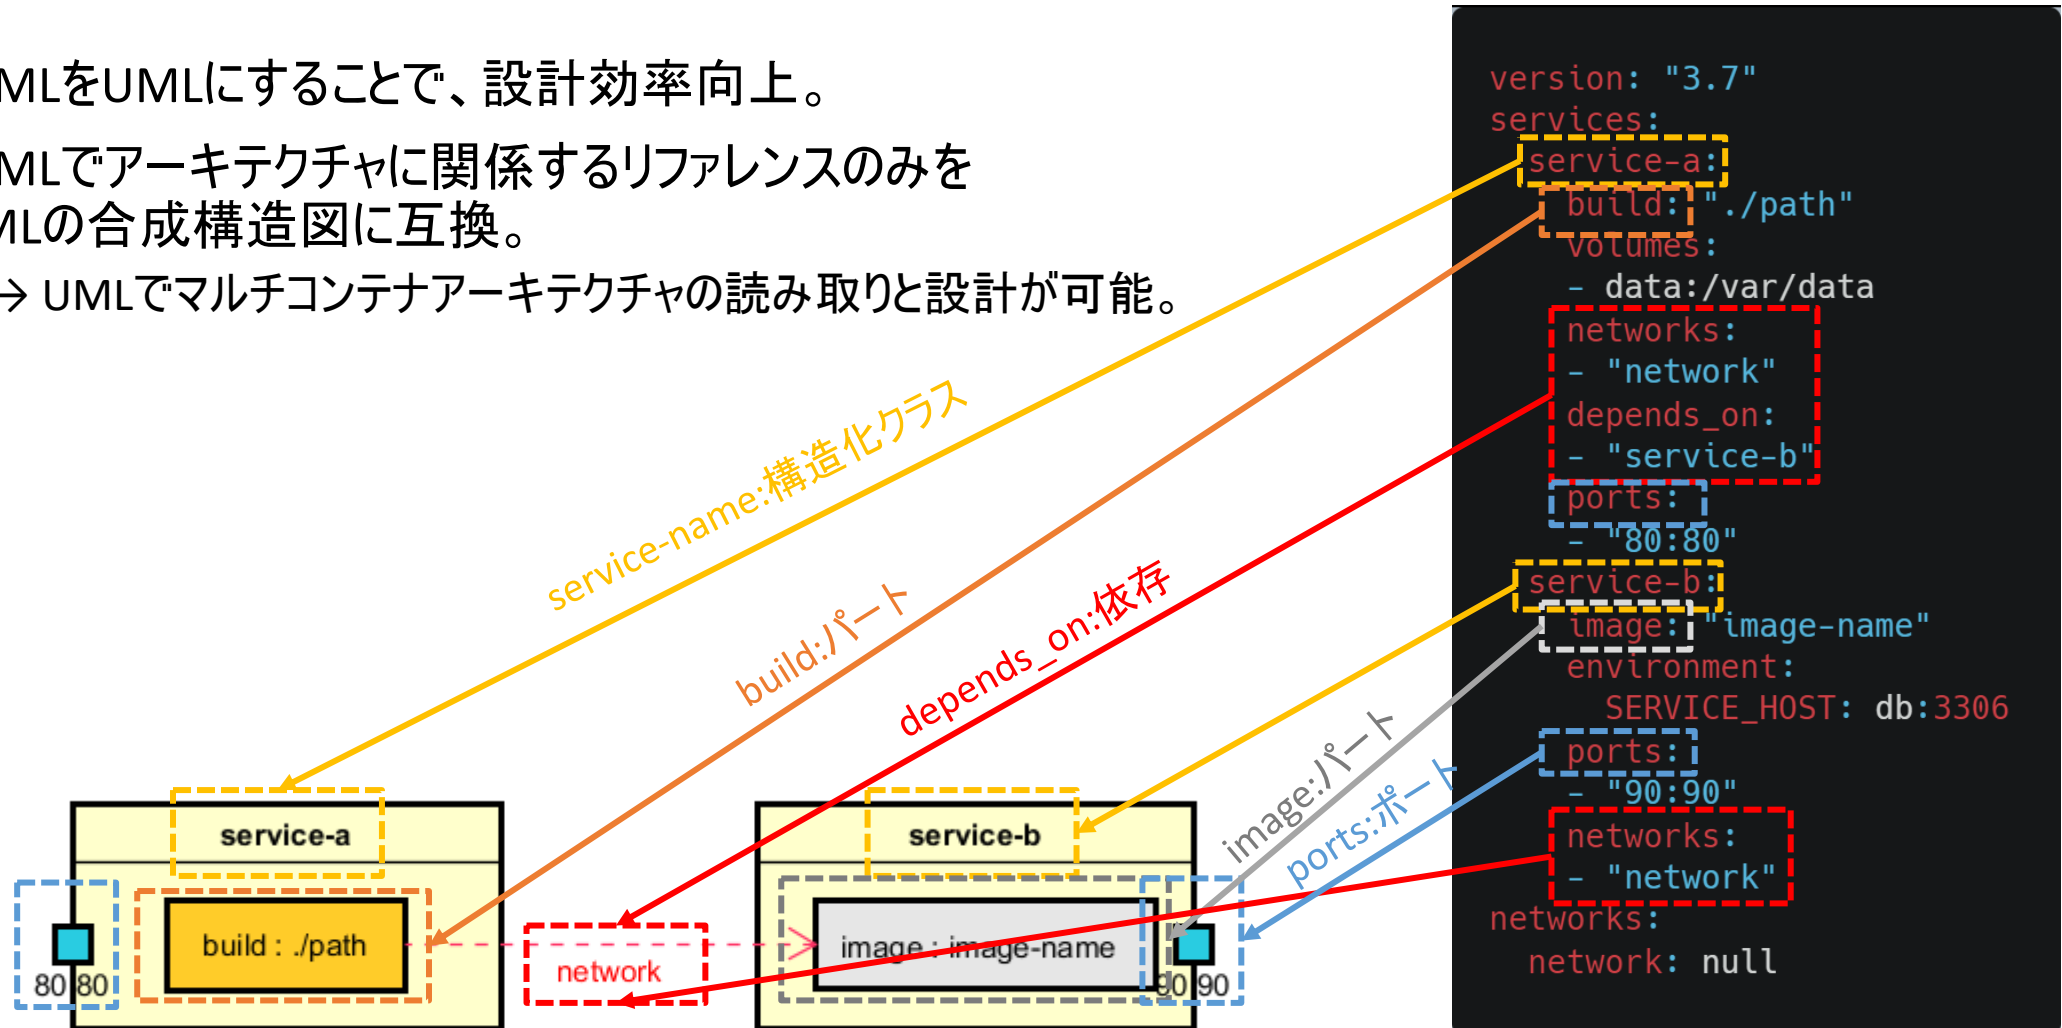 MLをUMLにすることで、設計効率向上。
MLでアーキテクチャに関係するリファレンスのみを
MLの合成構造図に互換。
→ UMLでマルチコンテナアーキテクチャの読み取りと設計が可能。
service-name:構造化クラス
build:パート
depends_on:依存
image:パート
ports:ポート
service-a
build : ./path
80 80
network
service-b
image : image-name
90 90
version: "3.7"
services:
service-a:
build: "./path"
volumes:
- data:/var/data
networks:
- "network"
depends_on:
- "service-b"
ports:
- "80:80"
service-b:
image: "image-name"
environment:
SERVICE_HOST: db:3306
ports:
- "90:90"
networks:
- "network"
networks:
network: null